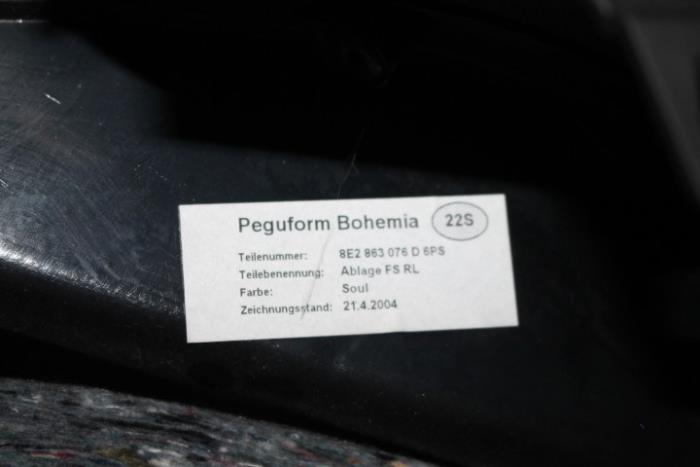 Peguform Bohemia 22S
Teilenummer: 8E2 863 076 D 6PS
Teilebenennung: Ablage FS RL
Farbe: Soul
Zeichnungsstand: 21.4.2004